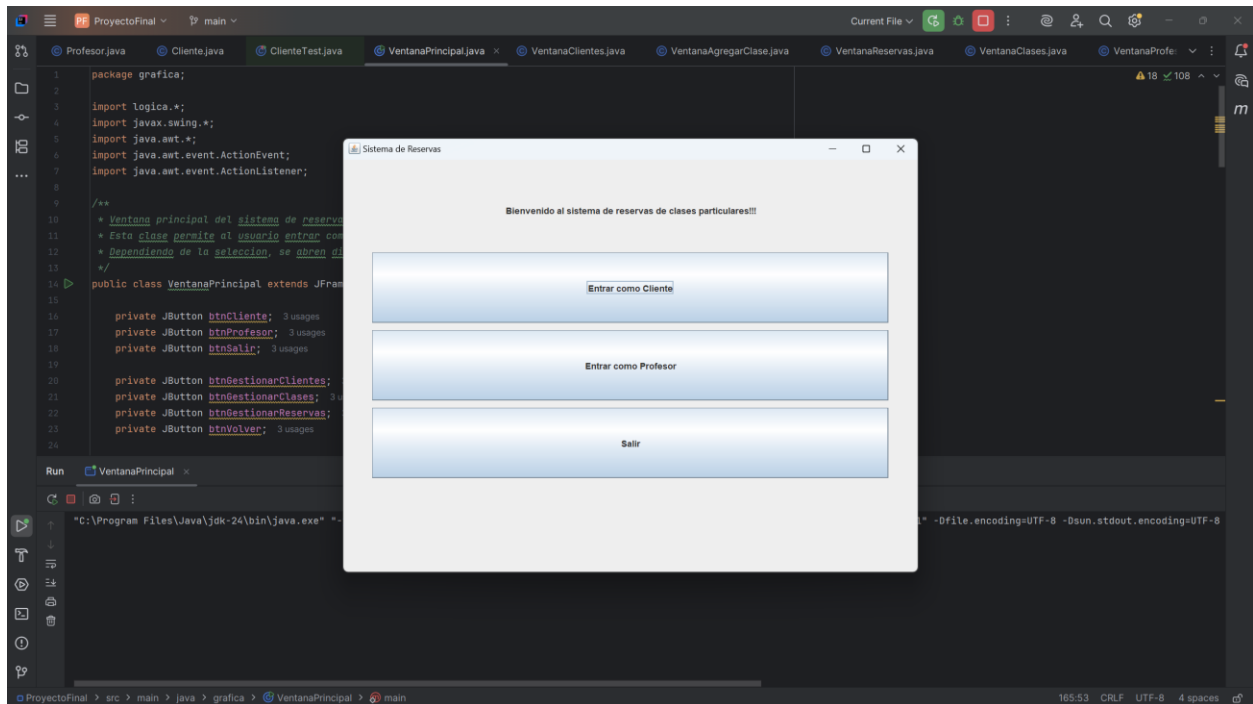 PF ProyectoFinal main Current File
Profesor.java Cliente.java ClienteTest.java VentanaPrincipal.java × VentanaClientes.java VentanaAgregarClase.java VentanaReservas.java VentanaClases.java VentanaProfe
1 package grafica; 18 108
2
3 import logica.*;
4 import javax.swing.*;
5 import java.awt.*;
6 import java.awt.event.ActionEvent;
7 import java.awt.event.ActionListener;
8
9 /**
10 * Ventana principal del sistema de reserva
11 * Esta clase permite al usuario entrar com
12 * Dependiendo de la seleccion, se abren di
13 */
14 public class VentanaPrincipal extends JFram
15
16 private JButton btnCliente; 3 usages
17 private JButton btnProfesor; 3 usages
18 private JButton btnSalir; 3 usages
19
20 private JButton btnGestionarClientes;
21 private JButton btnGestionarClases; 3 u
22 private JButton btnGestionarReservas;
23 private JButton btnVolver; 3 usages
24
Sistema de Reservas
Bienvenido al sistema de reservas de clases particulares!!!
Entrar como Cliente
Entrar como Profesor
Salir
Run VentanaPrincipal ×
"C:\Program Files\Java\jdk-24\bin\java.exe" "- " -Dfile.encoding=UTF-8 -Dsun.stdout.encoding=UTF-8
ProyectoFinal > src > main > java > grafica > VentanaPrincipal > main 165:53 CRLF UTF-8 4 spaces